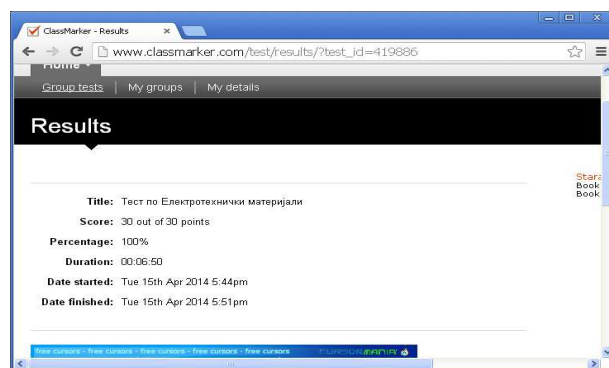 ClassMarker - Results
www.classmarker.com/test/results/?test_id=419886
Home
Group tests
My groups
My details
Results
Stara
Book
Book
Title: Тест по Електротехнички материјали
Score: 30 out of 30 points
Percentage: 100%
Duration: 00:06:50
Date started: Tue 15th Apr 2014 5:44pm
Date finished: Tue 15th Apr 2014 5:51pm
free cursors - free cursors - free cursors - free cursors - free cursors CURSORMANIA